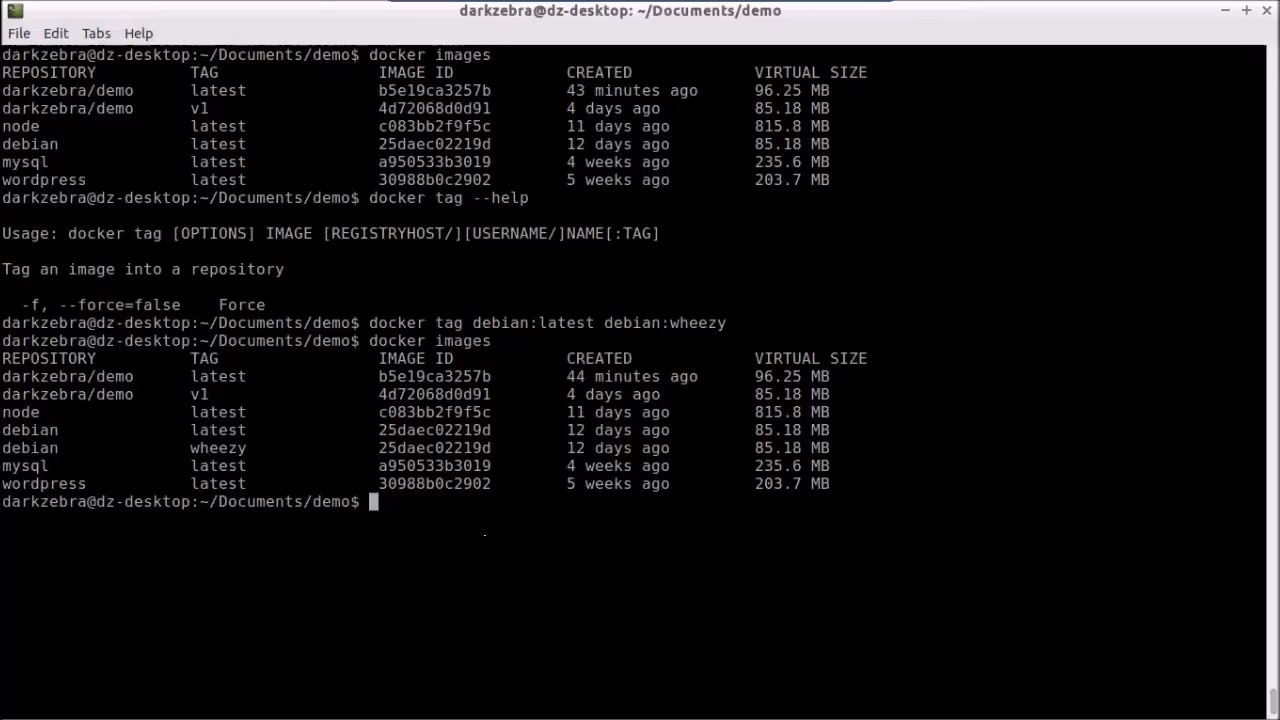 darkzebra@dz-desktop: ~/Documents/demo
File Edit Tabs Help
darkzebra@dz-desktop:~/Documents/demo$ docker images
REPOSITORY TAG IMAGE ID CREATED VIRTUAL SIZE
darkzebra/demo latest b5e19ca3257b 43 minutes ago 96.25 MB
darkzebra/demo v1 4d72068d0d91 4 days ago 85.18 MB
node latest c083bb2f9f5c 11 days ago 815.8 MB
debian latest 25daec02219d 12 days ago 85.18 MB
mysql latest a950533b3019 4 weeks ago 235.6 MB
wordpress latest 30988b0c2902 5 weeks ago 203.7 MB
darkzebra@dz-desktop:~/Documents/demo$ docker tag --help
Usage: docker tag [OPTIONS] IMAGE [REGISTRYHOST/][USERNAME/]NAME[:TAG]
Tag an image into a repository
-f, --force=false Force
darkzebra@dz-desktop:~/Documents/demo$ docker tag debian:latest debian:wheezy
darkzebra@dz-desktop:~/Documents/demo$ docker images
REPOSITORY TAG IMAGE ID CREATED VIRTUAL SIZE
darkzebra/demo latest b5e19ca3257b 44 minutes ago 96.25 MB
darkzebra/demo v1 4d72068d0d91 4 days ago 85.18 MB
node latest c083bb2f9f5c 11 days ago 815.8 MB
debian latest 25daec02219d 12 days ago 85.18 MB
debian wheezy 25daec02219d 12 days ago 85.18 MB
mysql latest a950533b3019 4 weeks ago 235.6 MB
wordpress latest 30988b0c2902 5 weeks ago 203.7 MB
darkzebra@dz-desktop:~/Documents/demo$